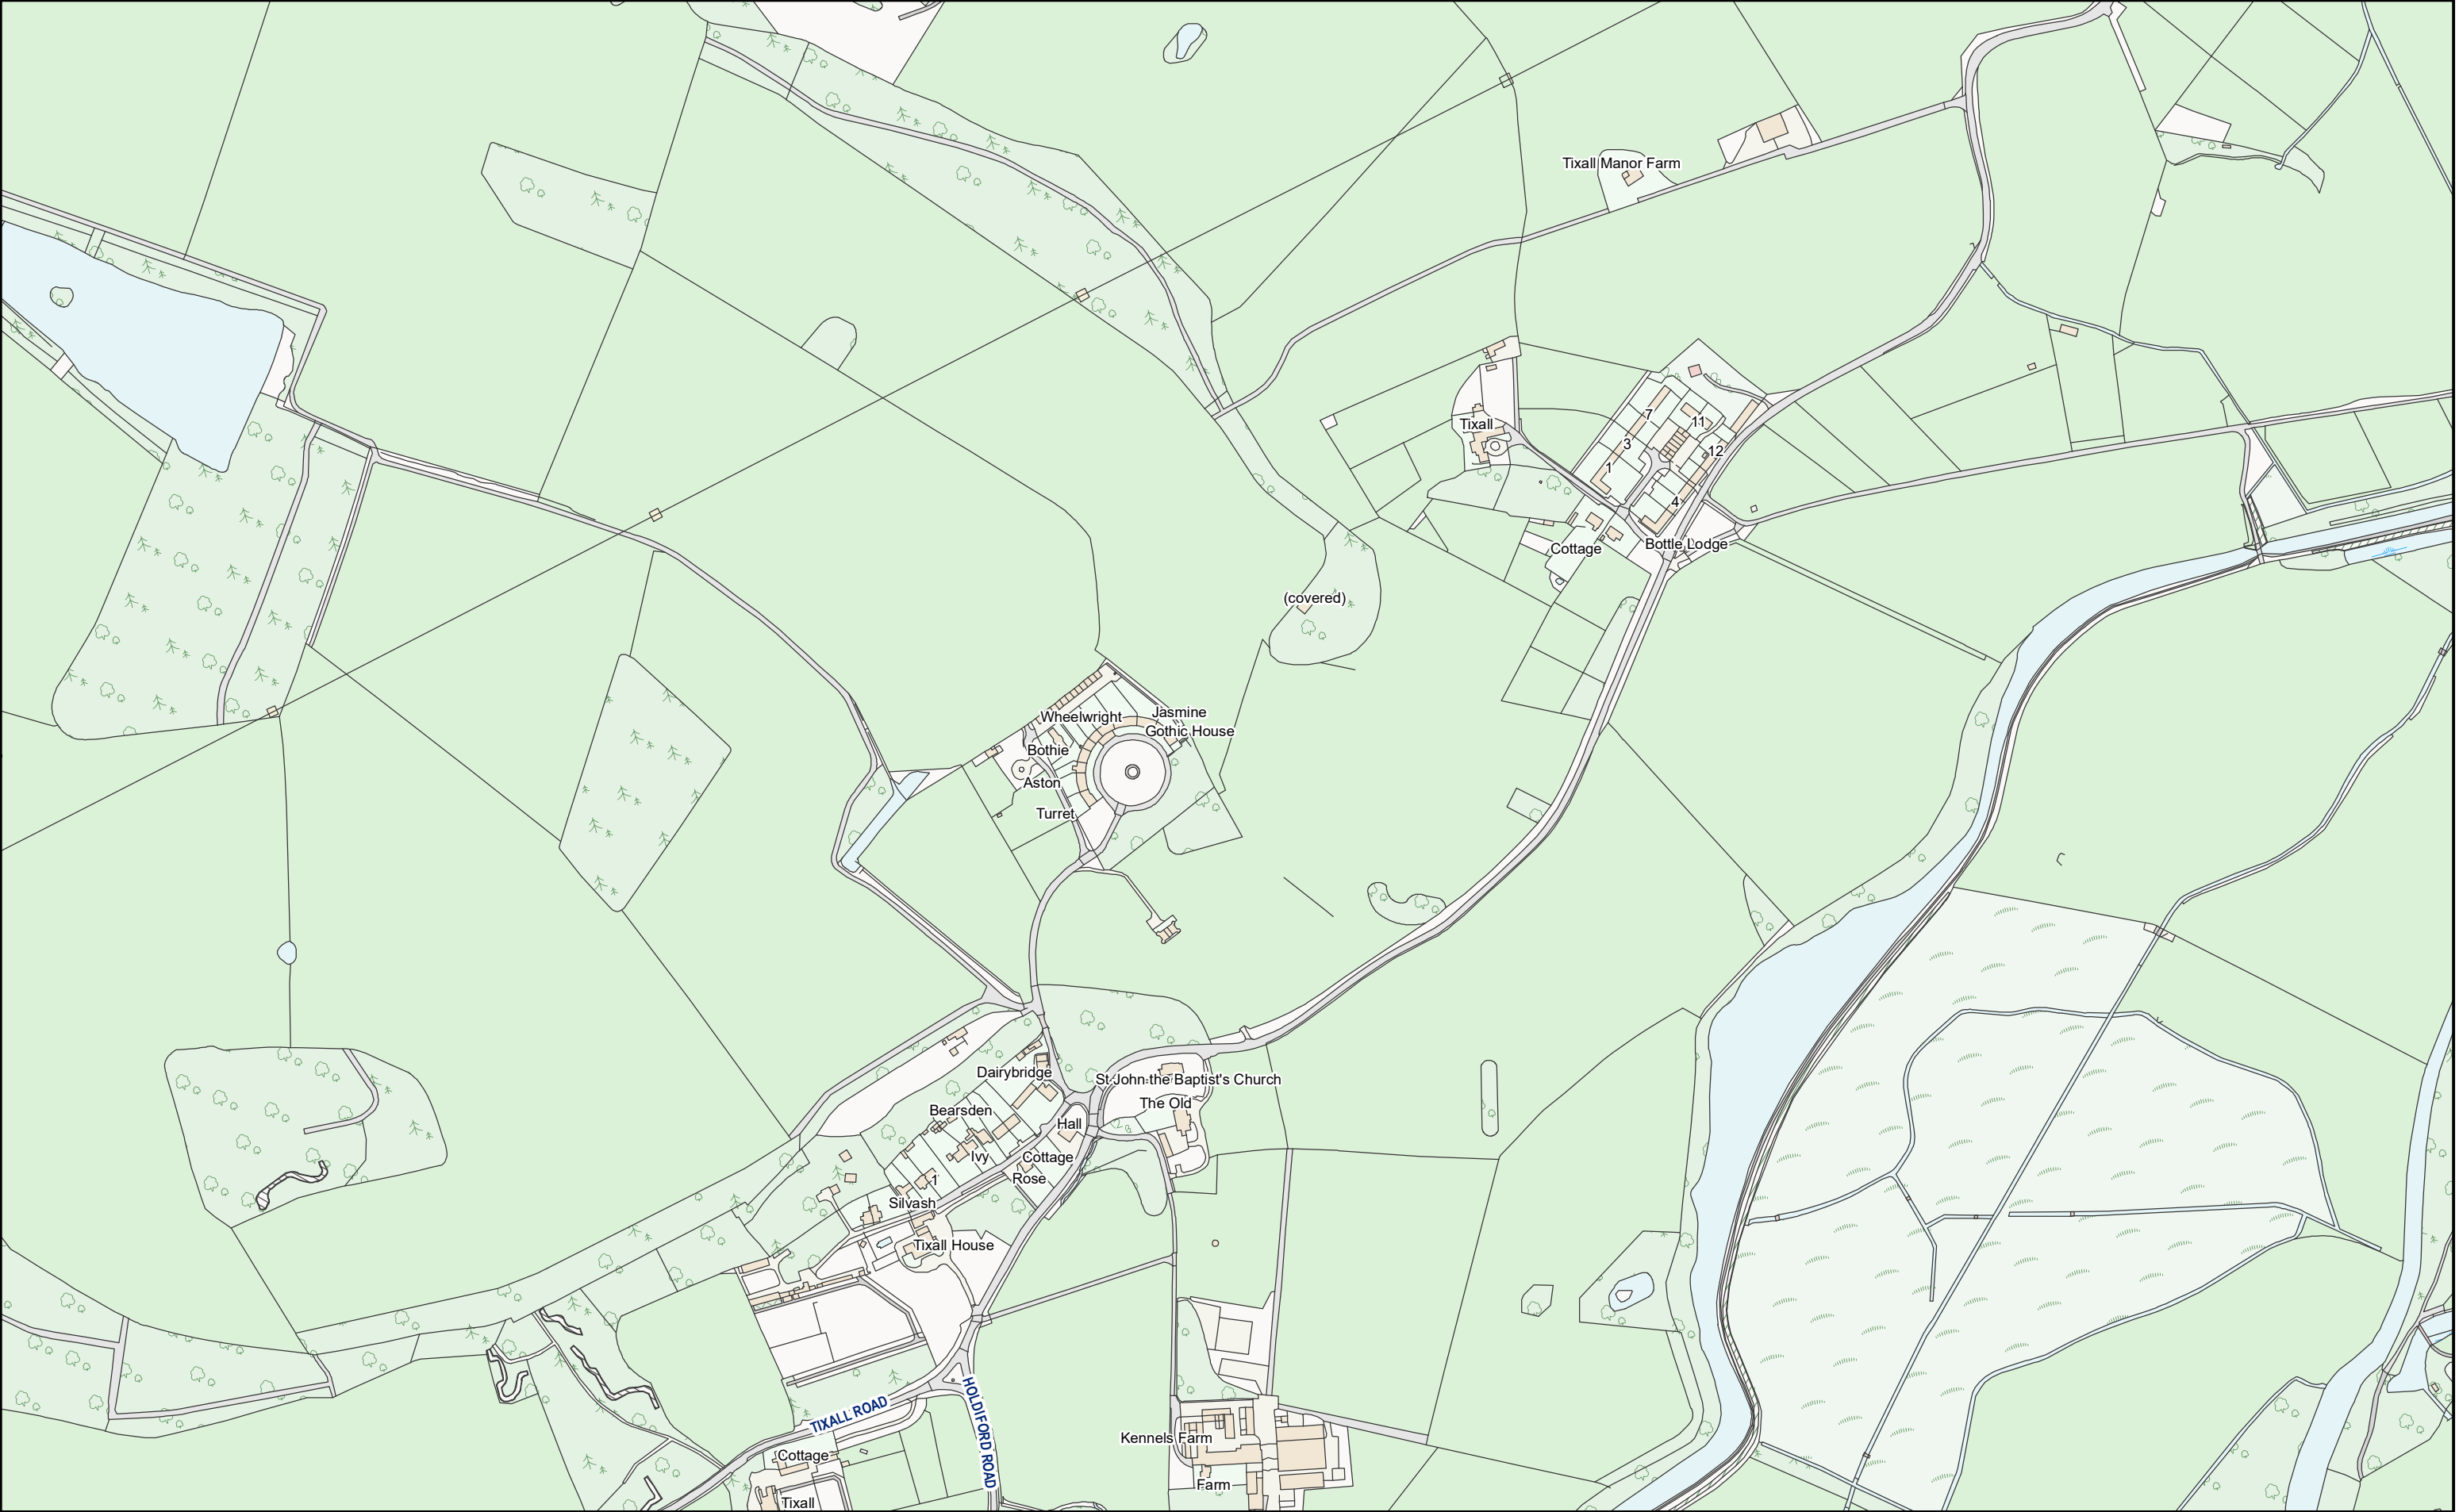 Tixall Manor Farm
Tixall
7
11
3
12
1
4
Cottage
Bottle Lodge
(covered)
Wheelwright
Jasmine
Gothic House
Bothie
Aston
Turret
Dairybridge
St John the Baptist's Church
The Old
Bearsden
Hall
Ivy
Cottage
Rose
1
Silvash
Tixall House
TIXALL ROAD
HOLDIFORD ROAD
Kennels Farm
Cottage
Farm
Tixall